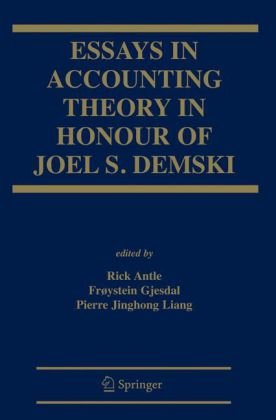 ESSAYS IN
ACCOUNTING
THEORY IN
HONOUR OF
JOEL S. DEMSKI
edited by
Rick Antle
Frøystein Gjesdal
Pierre Jinghong Liang
Springer